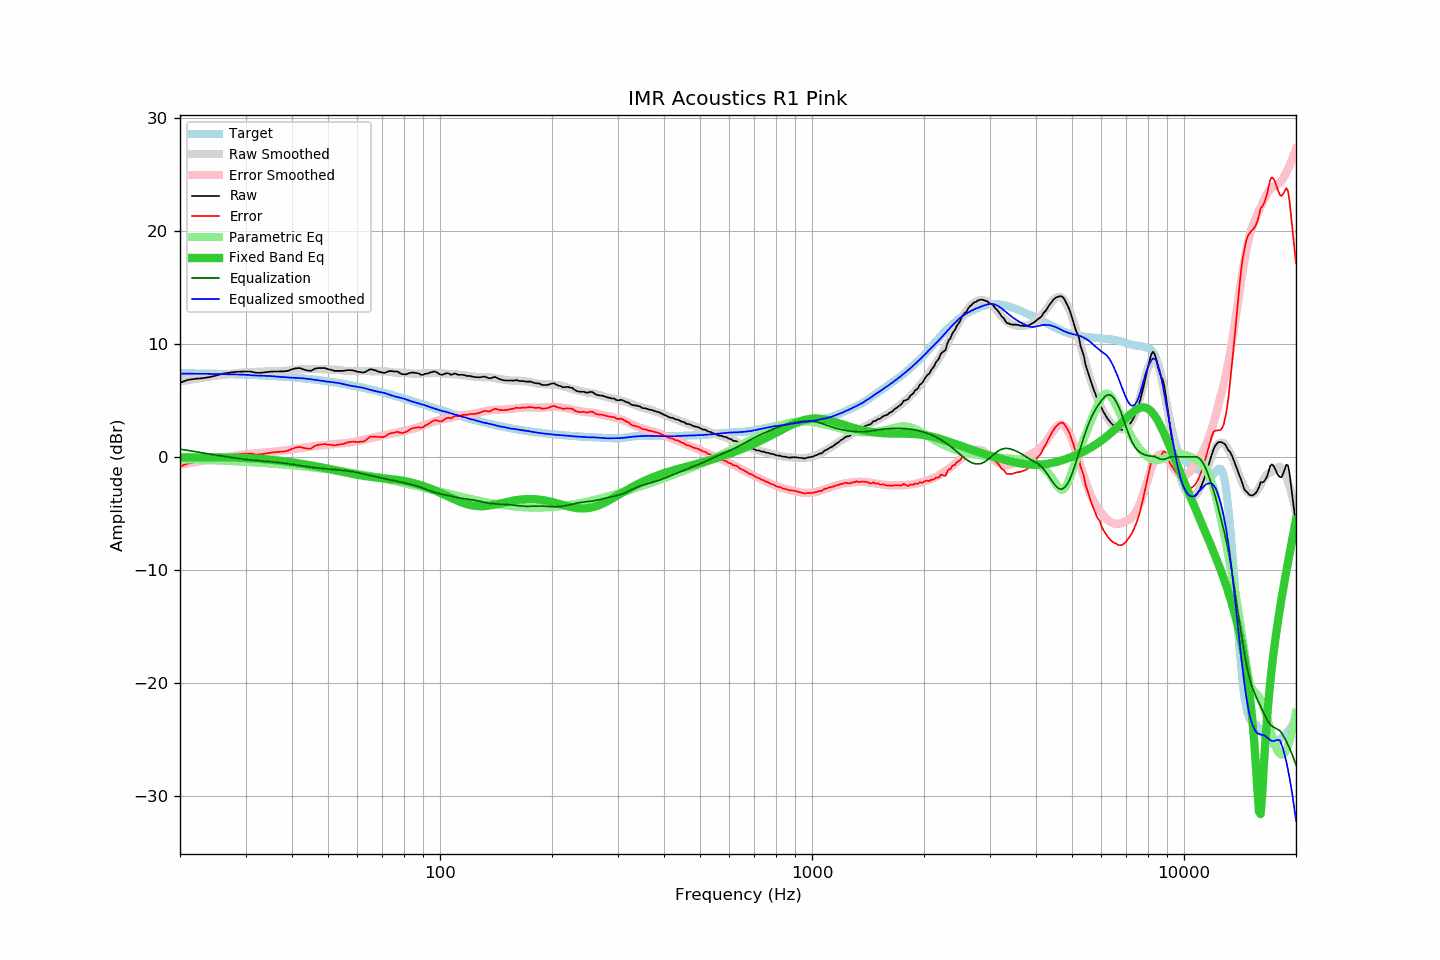 IMR Acoustics R1 Pink
30
20
10
0
−10
−20
−30
Amplitude (dBr)
Target
Raw Smoothed
Error Smoothed
Raw
Error
Parametric Eq
Fixed Band Eq
Equalization
Equalized smoothed
100
1000
10000
Frequency (Hz)